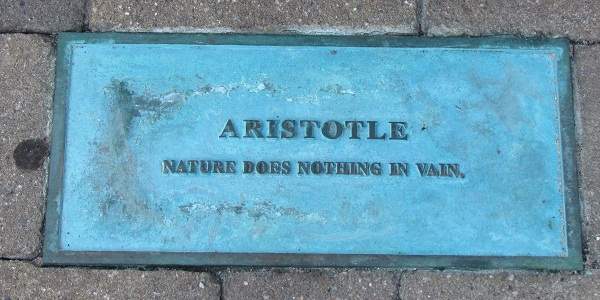 ARISTOTLE
NATURE DOES NOTHING IN VAIN.